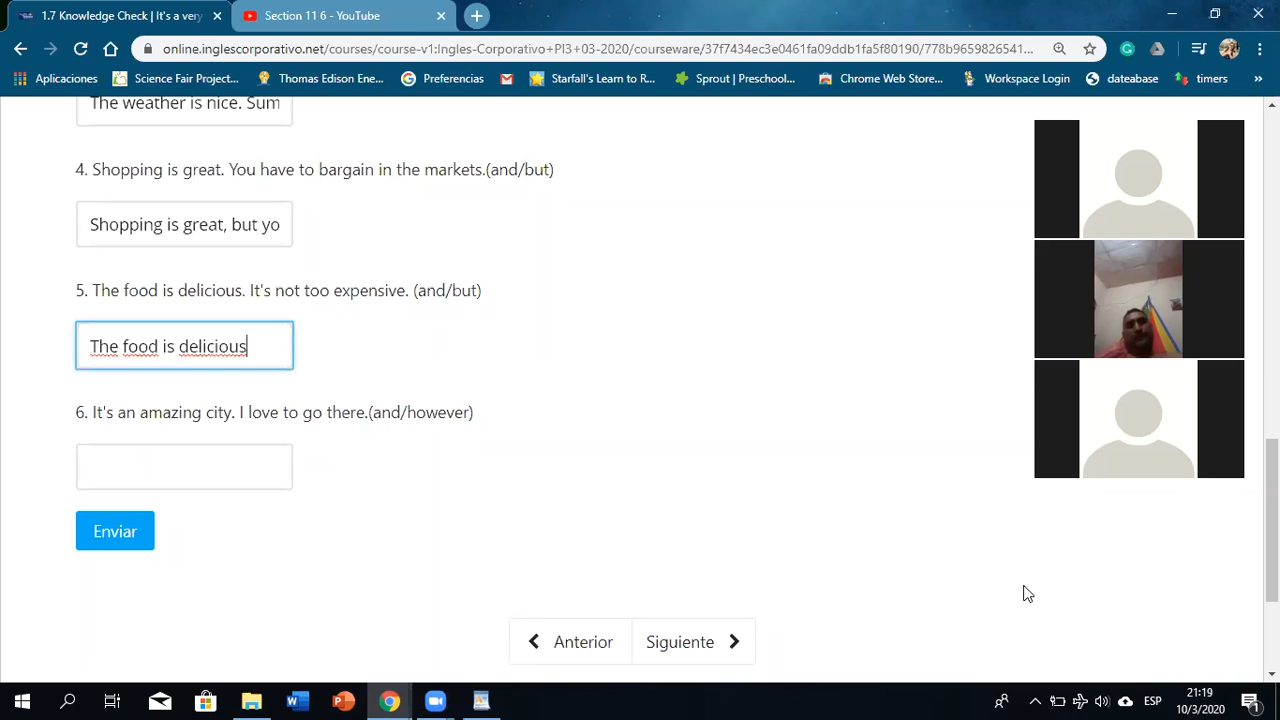 1.7 Knowledge Check | It's a very
Section 11 6 - YouTube
online.inglescorporativo.net/courses/course-v1:Ingles-Corporativo+PI3+03-2020/courseware/37f7434ec3e0461fa09ddb1fa5f80190/778b9659826541...
Aplicaciones
Science Fair Project...
Thomas Edison Ene...
Preferencias
Starfall's Learn to R...
Sprout | Preschool...
Chrome Web Store...
Workspace Login
dateabase
timers
The weather is nice. Sum
4. Shopping is great. You have to bargain in the markets.(and/but)
Shopping is great, but yo
5. The food is delicious. It's not too expensive. (and/but)
The food is delicious
6. It's an amazing city. I love to go there.(and/however)
Enviar
Anterior
Siguiente
ESP
21:19
10/3/2020
1